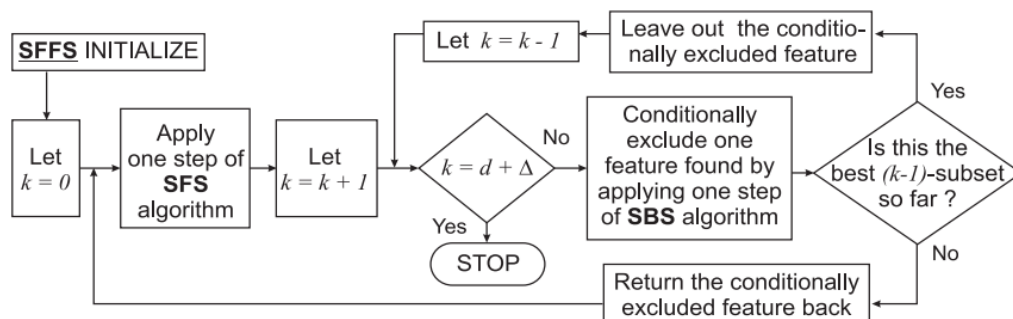 SFFS INITIALIZE
Let
k = 0
Apply
one step of
SFS
algorithm
Let
k = k + 1
Let k = k - 1
Leave out the conditio-
nally excluded feature
k = d + Δ
No
Yes
STOP
Conditionally
exclude one
feature found by
applying one step
of SBS algorithm
Yes
Is this the
best (k-1)-subset
so far ?
No
Return the conditionally
excluded feature back